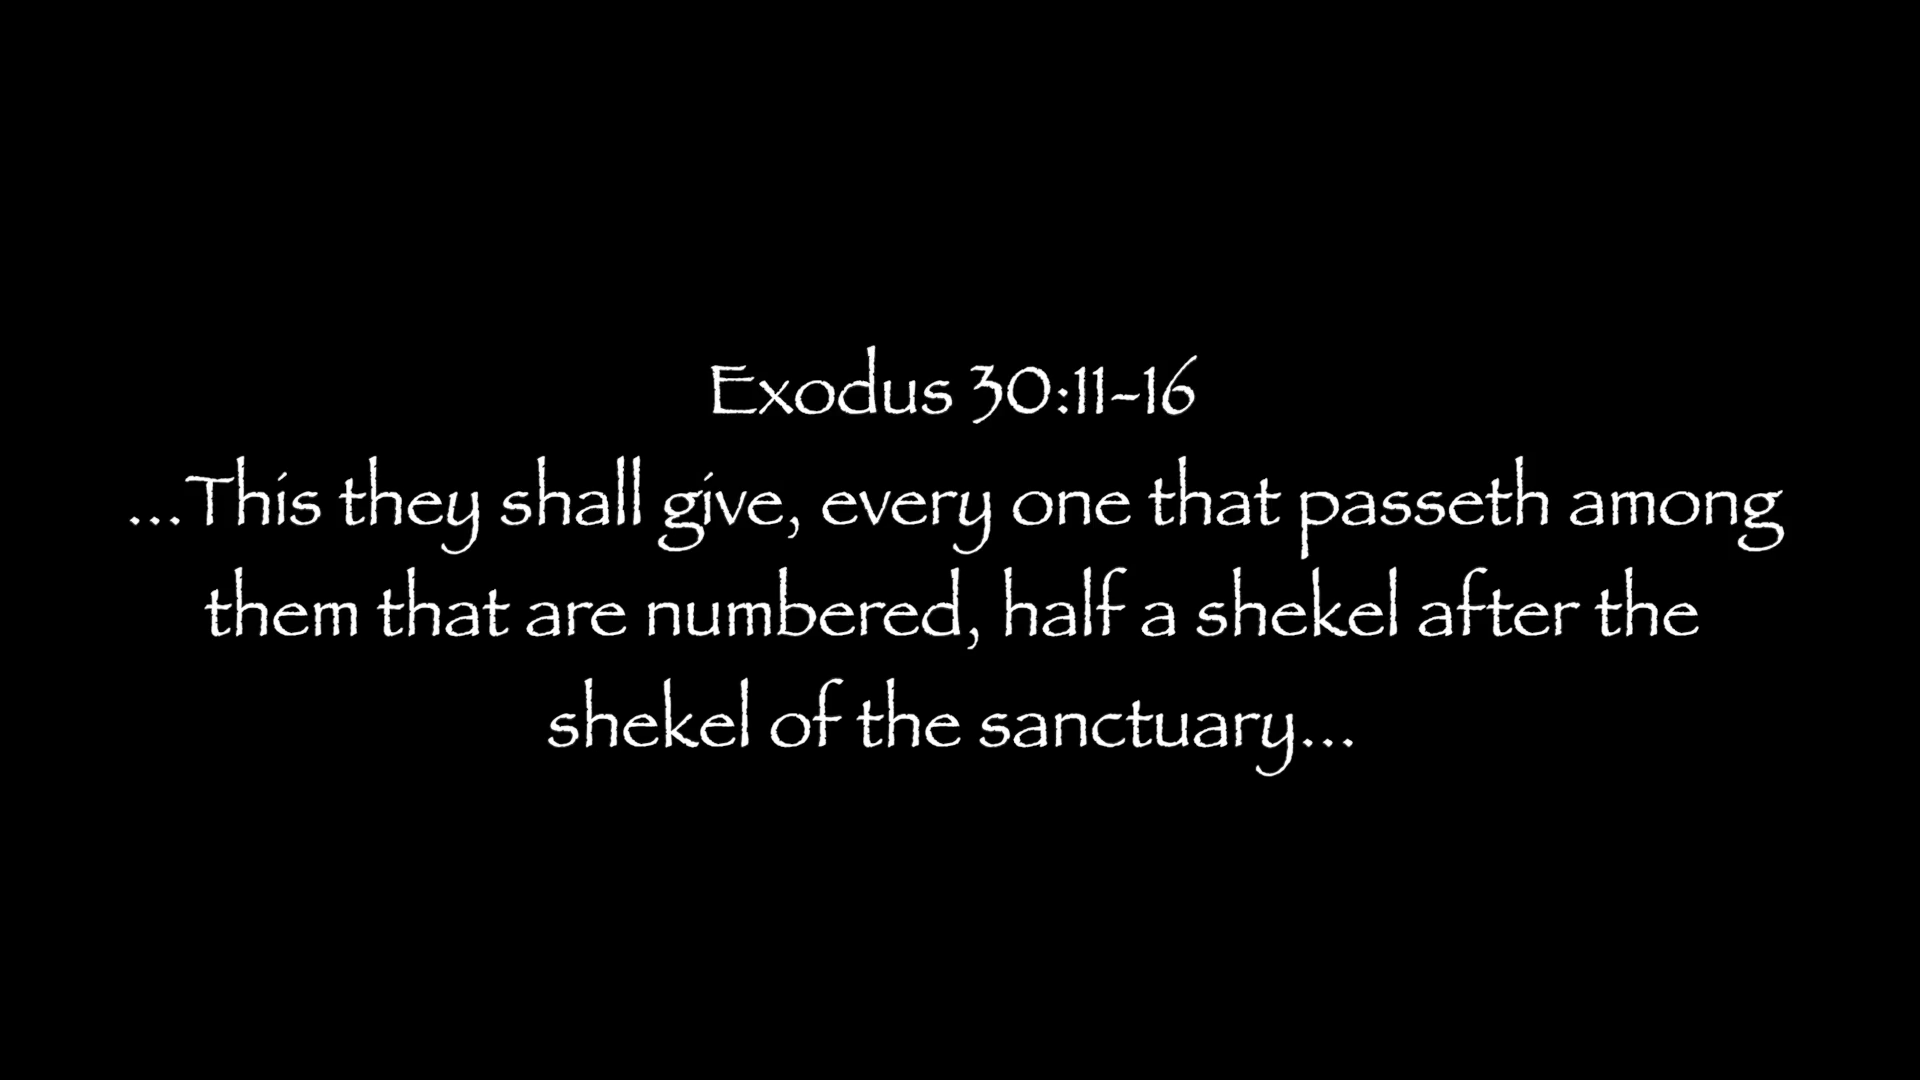 Exodus 30:11-16
...This they shall give, every one that passeth among
them that are numbered, half a shekel after the
shekel of the sanctuary...